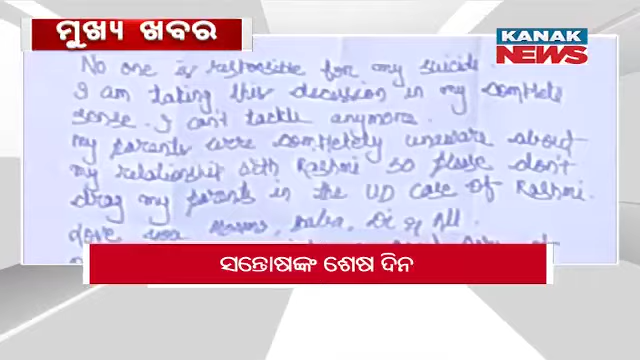 ମୁଖ୍ୟ ଖବର
KANAK
NEWS
No one is responsible for my suicide.
I am taking this decission in my complete
sense. I can't tackle anymore.
my parents were completely unaware about
my relationship with Rashmi so please don't
drag my parents in the UD case of Rashmi.
Love you Mama, Baba, Di & All.
ସନ୍ତୋଷଙ୍କ ଶେଷ ଦିନ